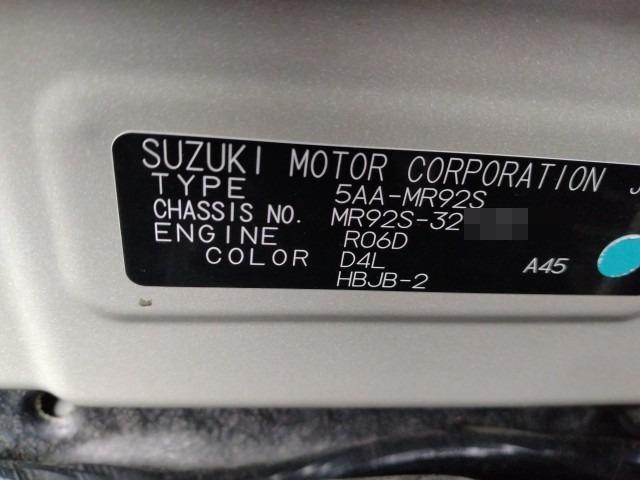 SUZUKI MOTOR CORPORATION
TYPE 5AA-MR92S
CHASSIS NO. MR92S-32
ENGINE R06D
COLOR D4L A45
HBJB-2